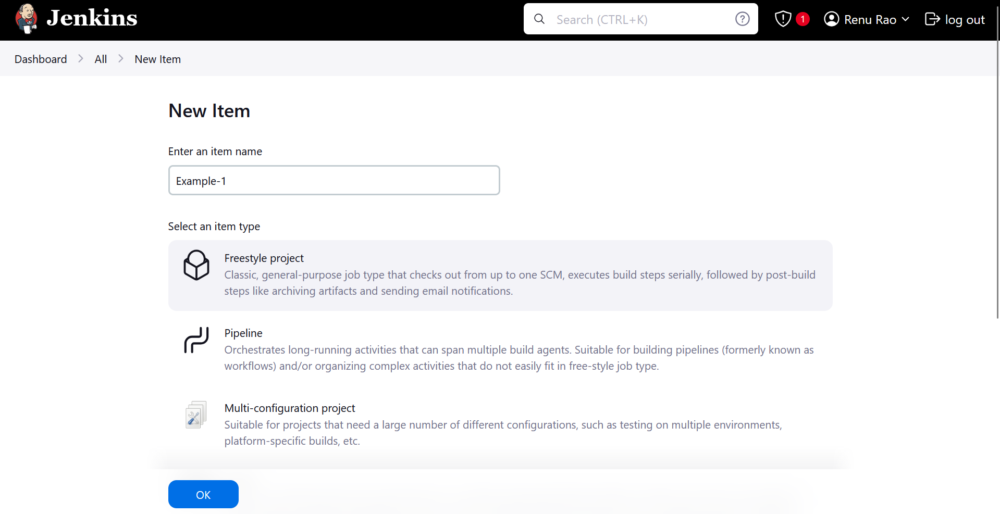 Jenkins
Search (CTRL+K)
1
Renu Rao
log out
Dashboard
All
New Item
New Item
Enter an item name
Example-1
Select an item type
Freestyle project
Classic, general-purpose job type that checks out from up to one SCM, executes build steps serially, followed by post-build
steps like archiving artifacts and sending email notifications.
Pipeline
Orchestrates long-running activities that can span multiple build agents. Suitable for building pipelines (formerly known as
workflows) and/or organizing complex activities that do not easily fit in free-style job type.
Multi-configuration project
Suitable for projects that need a large number of different configurations, such as testing on multiple environments,
platform-specific builds, etc.
OK